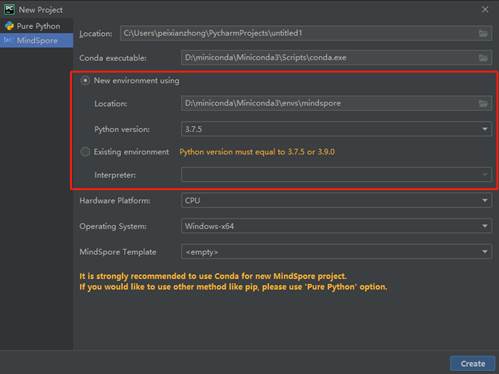 New Project
Pure Python
MindSpore
Location: C:\Users\peixianzhong\PycharmProjects\untitled1
Conda executable: D:\miniconda\Miniconda3\Scripts\conda.exe
New environment using
Location: D:\miniconda\Miniconda3\envs\mindspore
Python version: 3.7.5
Existing environment Python version must equal to 3.7.5 or 3.9.0
Interpreter:
Hardware Platform: CPU
Operating System: Windows-x64
MindSpore Template <empty>
It is strongly recommended to use Conda for new MindSpore project.
If you would like to use other method like pip, please use 'Pure Python' option.
Create